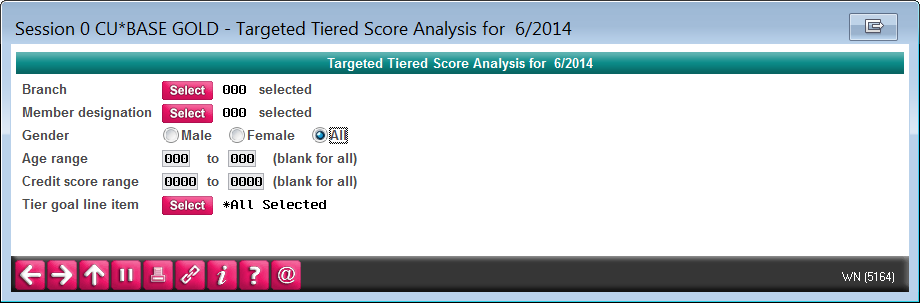 Session 0 CU*BASE GOLD - Targeted Tiered Score Analysis for  6/2014
Targeted Tiered Score Analysis for  6/2014
Branch Select 000 selected
Member designation Select 000 selected
Gender Male Female All
Age range 000 to 000 (blank for all)
Credit score range 0000 to 0000 (blank for all)
Tier goal line item Select *All Selected
i ? @ WN (5164)